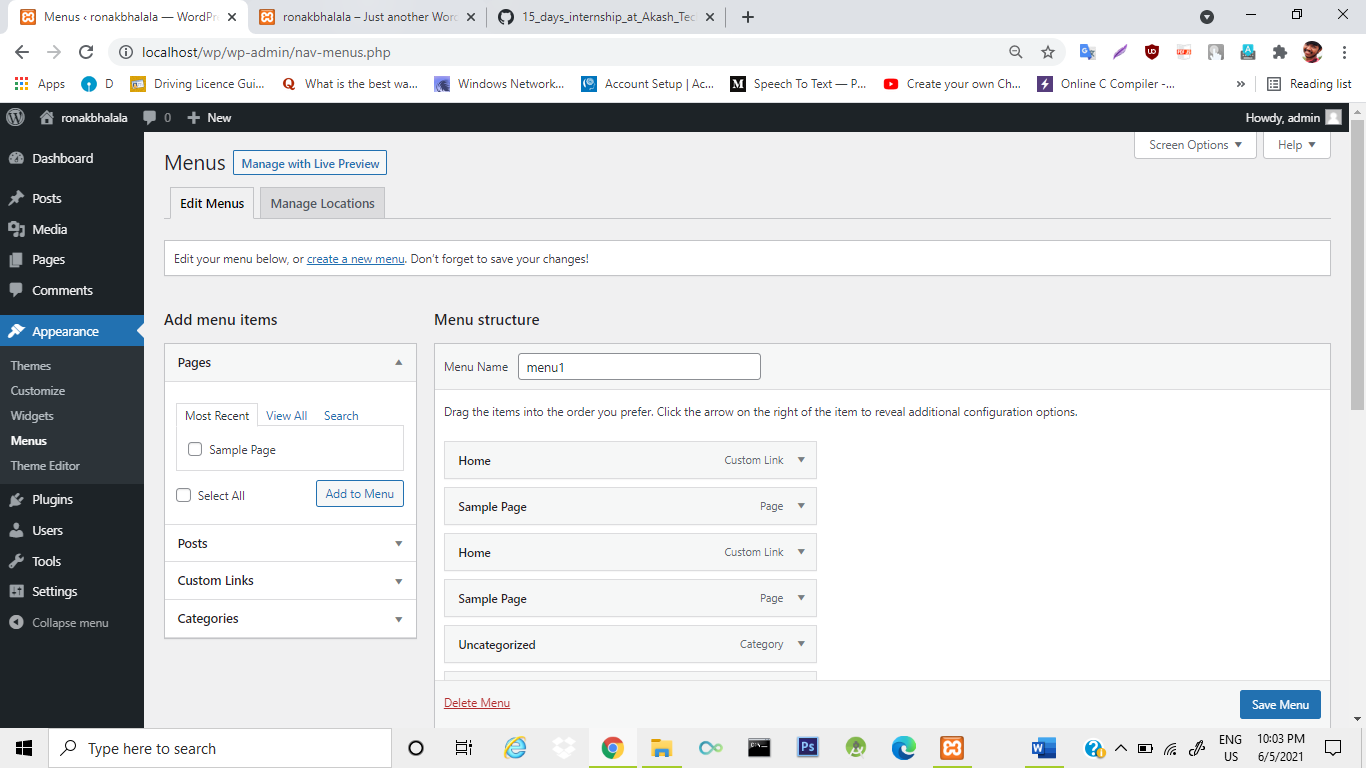 Menus ‹ ronakbhalala — WordPr
ronakbhalala – Just another Wor
15_days_internship_at_Akash_Tec
localhost/wp/wp-admin/nav-menus.php
Apps
D
Driving Licence Gui...
What is the best wa...
Windows Network...
Account Setup | Ac...
Speech To Text — P...
Create your own Ch...
Online C Compiler -...
»
Reading list
ronakbhalala
0
New
Howdy, admin
Dashboard
Posts
Media
Pages
Comments
Appearance
Themes
Customize
Widgets
Menus
Theme Editor
Plugins
Users
Tools
Settings
Collapse menu
Screen Options
Help
Menus
Manage with Live Preview
Edit Menus
Manage Locations
Edit your menu below, or create a new menu. Don’t forget to save your changes!
Add menu items
Pages
Most Recent
View All
Search
Sample Page
Select All
Add to Menu
Posts
Custom Links
Categories
Menu structure
Menu Name
menu1
Drag the items into the order you prefer. Click the arrow on the right of the item to reveal additional configuration options.
Home Custom Link
Sample Page Page
Home Custom Link
Sample Page Page
Uncategorized Category
Delete Menu
Save Menu
Type here to search
ENG
US
10:03 PM
6/5/2021